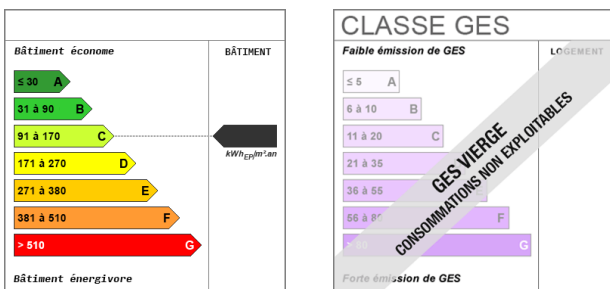 Bâtiment économe
BÂTIMENT
≤ 30 A
31 à 90 B
91 à 170 C
kWhEP/m².an
171 à 270 D
271 à 380 E
381 à 510 F
> 510 G
Bâtiment énergivore
CLASSE GES
Faible émission de GES
LOGEMENT
≤ 5 A
6 à 10 B
11 à 20 C
21 à 35
36 à 55 E
56 à F
G
GES VIERGE
CONSOMMATIONS NON EXPLOITABLES
Forte émission de GES